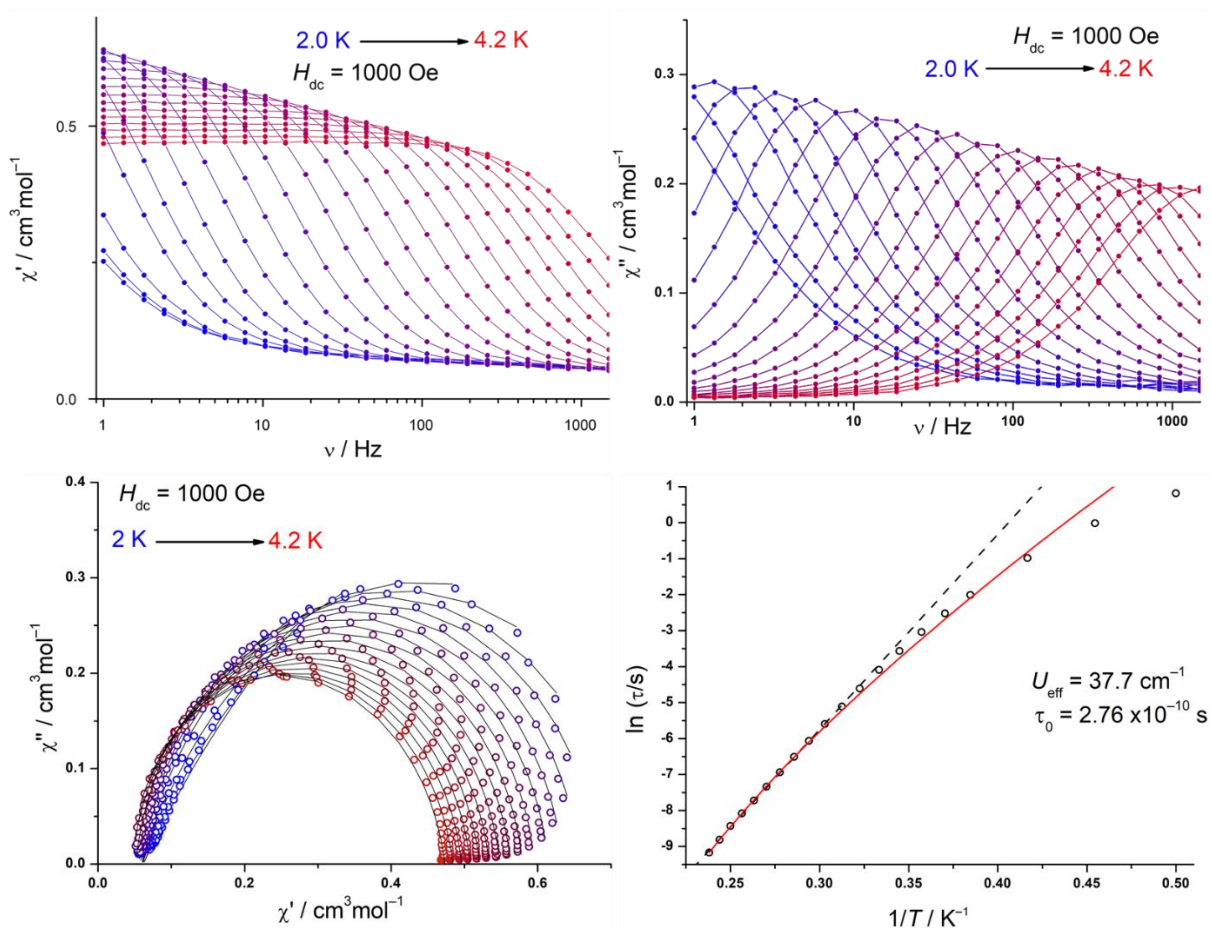 2.0 K 4.2 K
H_dc = 1000 Oe
0.5
0.0
χ' / cm³mol⁻¹
1 10 100 1000
ν / Hz
H_dc = 1000 Oe
2.0 K 4.2 K
0.3
0.2
0.1
0.0
χ'' / cm³mol⁻¹
1 10 100 1000
ν / Hz
0.4
H_dc = 1000 Oe
2 K 4.2 K
0.3
0.2
0.1
0.0
χ'' / cm³mol⁻¹
0.0 0.2 0.4 0.6
χ' / cm³mol⁻¹
1
0
-1
-2
-3
-4
-5
-6
-7
-8
-9
ln (τ/s)
U_eff = 37.7 cm⁻¹
τ₀ = 2.76 x10⁻¹⁰ s
0.25 0.30 0.35 0.40 0.45 0.50
1/T / K⁻¹